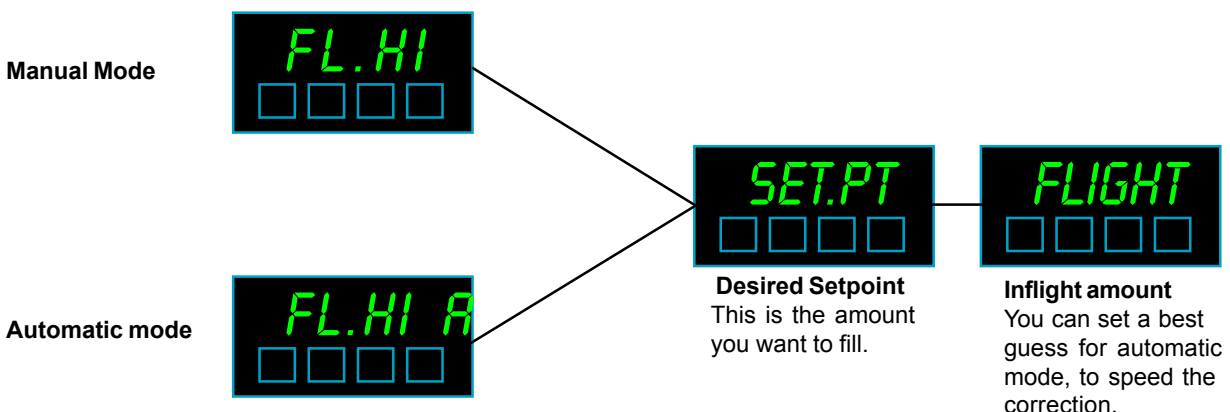 Manual Mode
FL.HI
SET.PT
FLIGHT
Desired Setpoint
This is the amount
you want to fill.
Inflight amount
You can set a best
guess for automatic
mode, to speed the
correction.
Automatic mode
FL.HI A